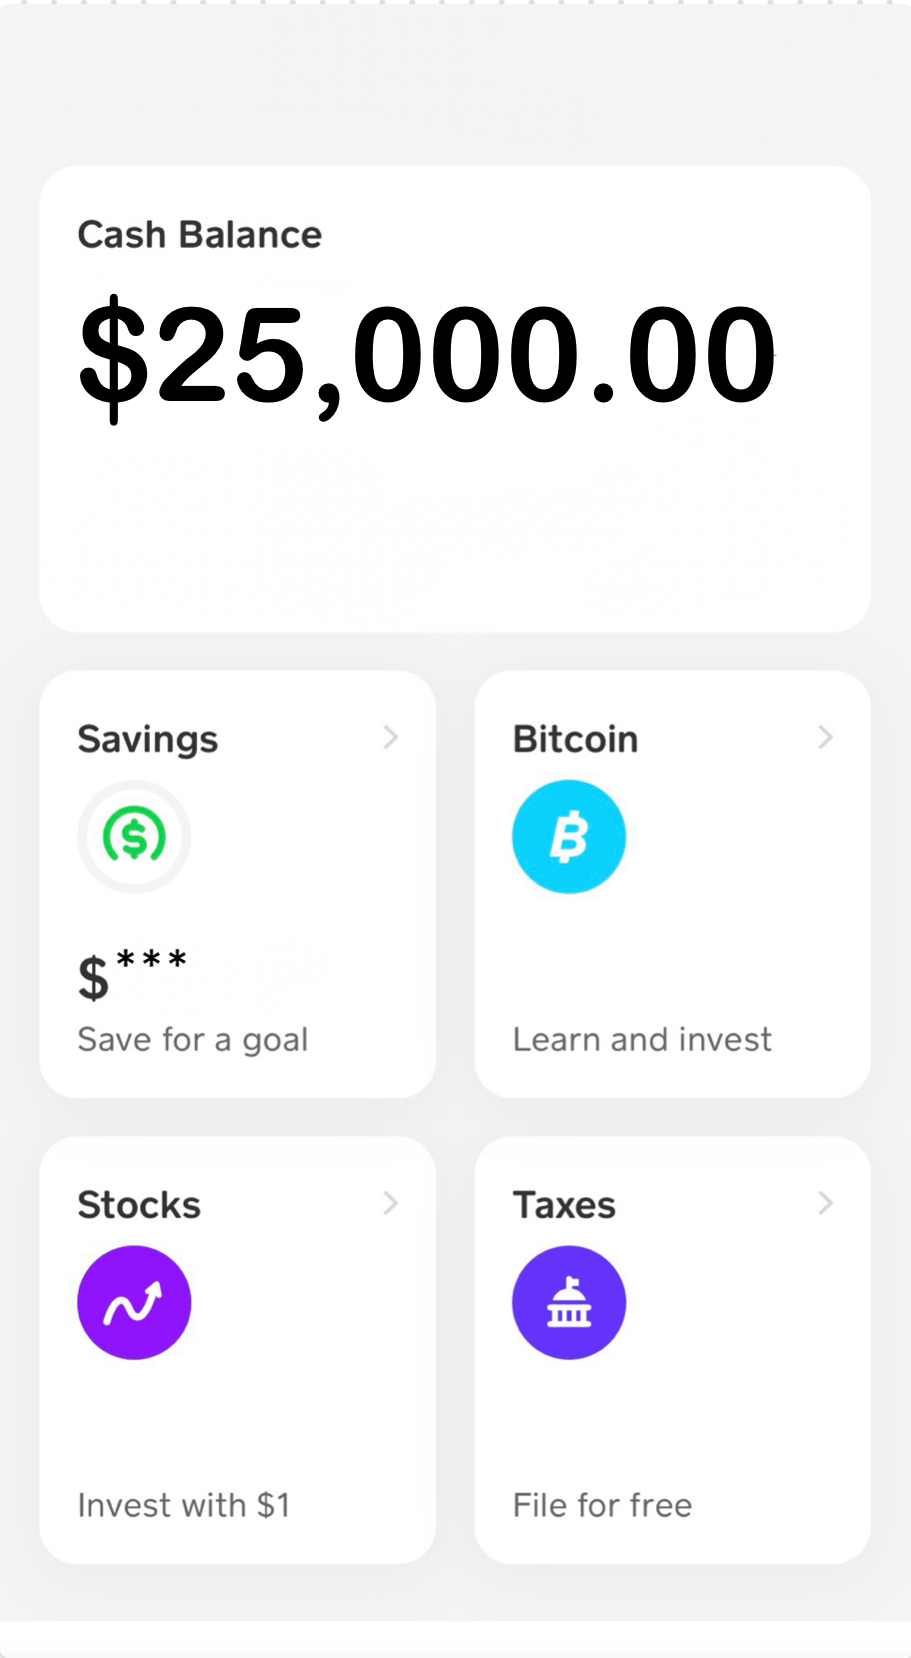 Cash Balance
$25,000.00
Savings
Bitcoin
$***
Save for a goal
Learn and invest
Stocks
Taxes
Invest with $1
File for free